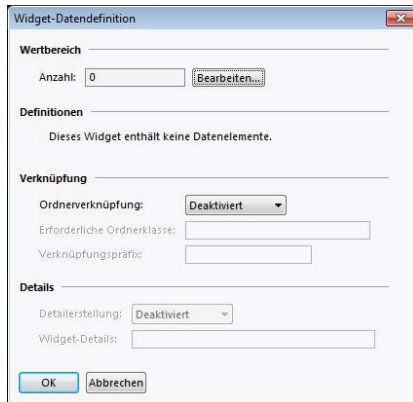 Widget-Datendefinition
Wertbereich
Anzahl: 0 Bearbeiten...
Definitionen
Dieses Widget enthält keine Datenelemente.
Verknüpfung
Ordnerverknüpfung: Deaktiviert
Erforderliche Ordnerklasse:
Verknüpfungspräfix:
Details
Detailerstellung: Deaktiviert
Widget-Details:
OK Abbrechen